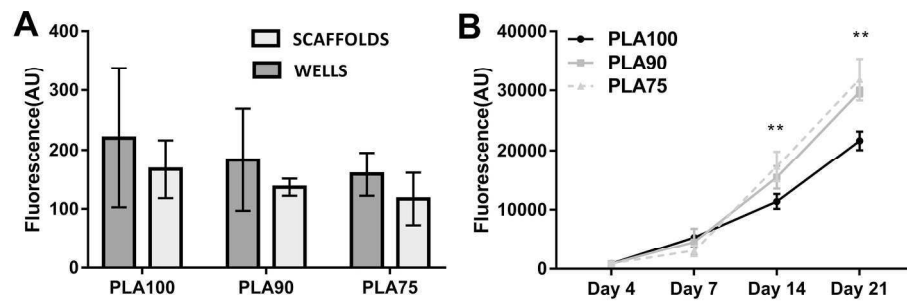 A
Fluorescence(AU)
400
300
200
100
0
SCAFFOLDS
WELLS
PLA100
PLA90
PLA75
B
Fluorescence(AU)
40000
30000
20000
10000
0
PLA100
PLA90
PLA75
**
**
Day 4
Day 7
Day 14
Day 21